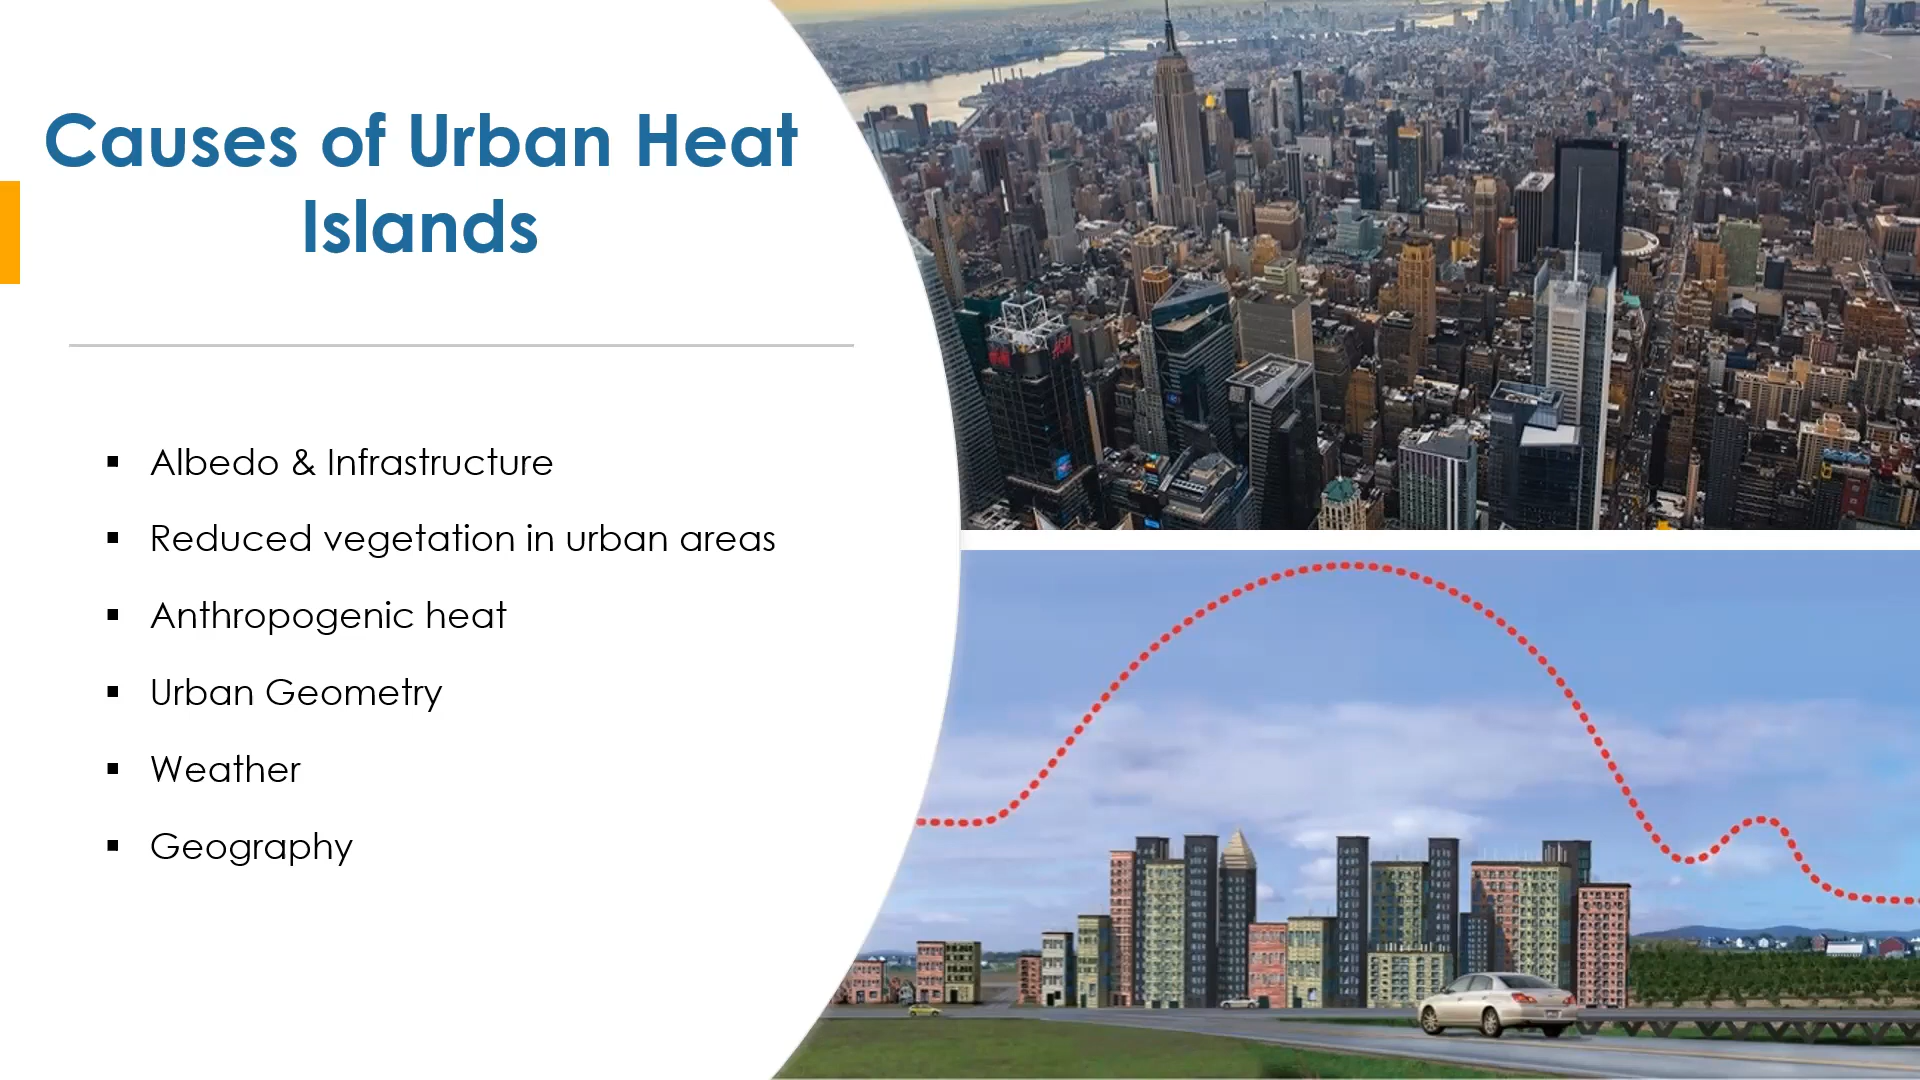 Causes of Urban Heat
Islands
▪ Albedo & Infrastructure
▪ Reduced vegetation in urban areas
▪ Anthropogenic heat
▪ Urban Geometry
▪ Weather
▪ Geography